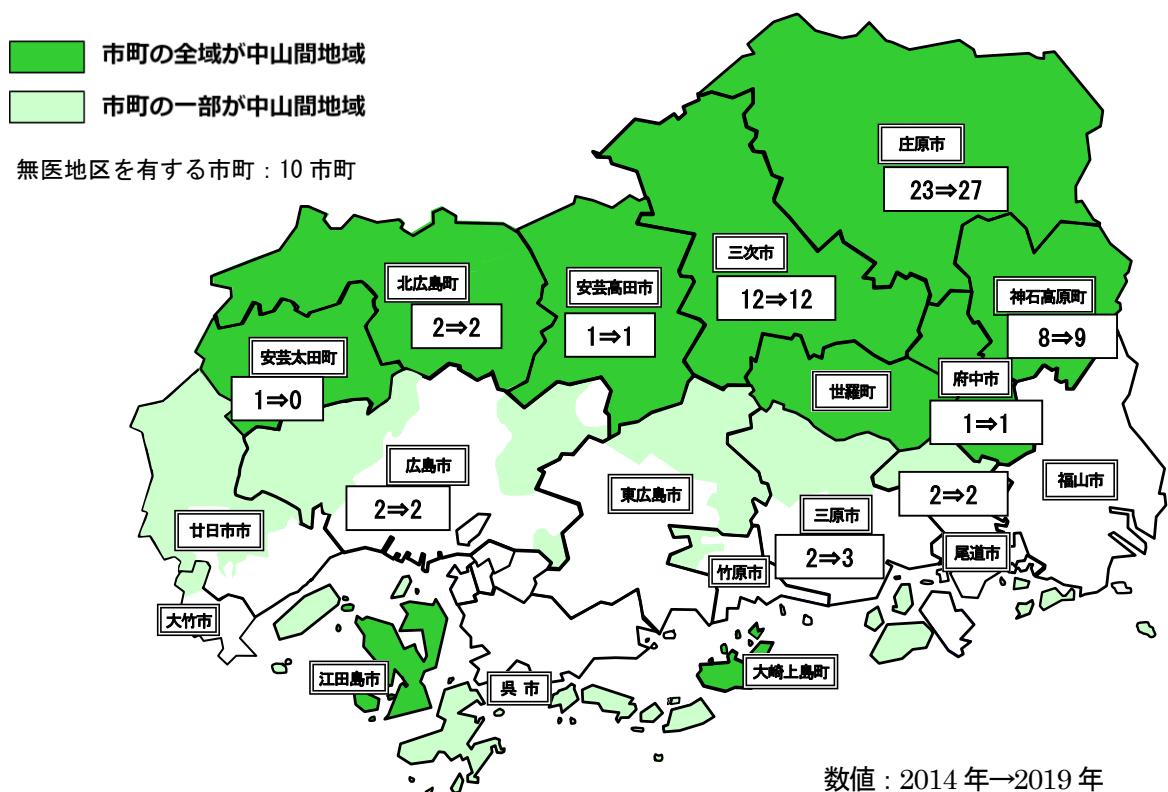 市町の全域が中山間地域
市町の一部が中山間地域
無医地区を有する市町：10 市町
庄原市
23⇒27
三次市
12⇒12
北広島町
2⇒2
安芸高田市
1⇒1
神石高原町
8⇒9
安芸太田町
1⇒0
世羅町
府中市
1⇒1
広島市
2⇒2
東広島市
2⇒2
福山市
廿日市市
三原市
2⇒3
尾道市
竹原市
大竹市
江田島市
呉 市
大崎上島町
数値：2014 年→2019 年